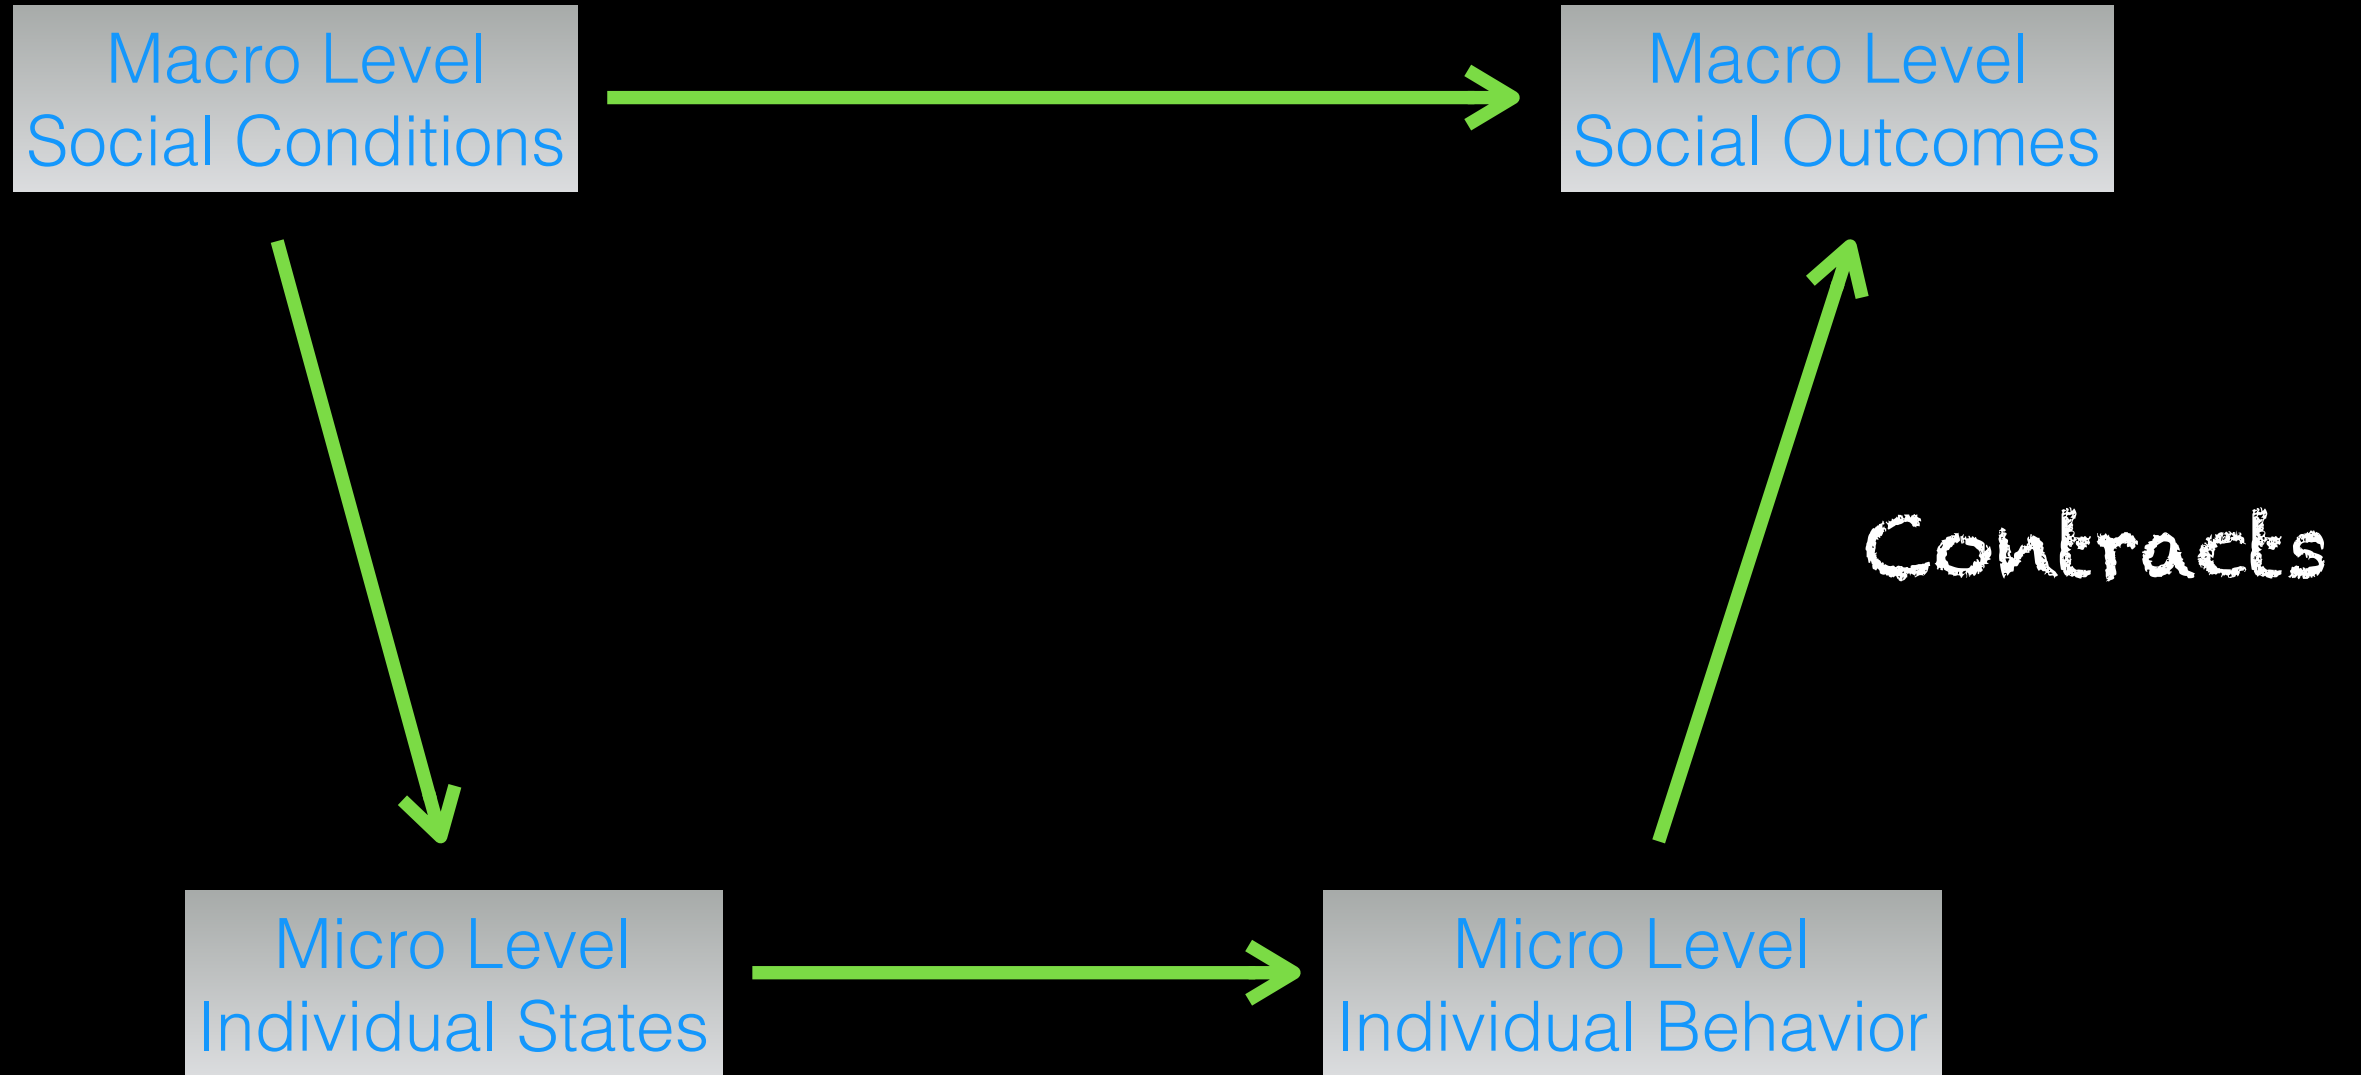 Macro Level
Social Conditions
Macro Level
Social Outcomes
Contracts
Micro Level
Individual States
Micro Level
Individual Behavior